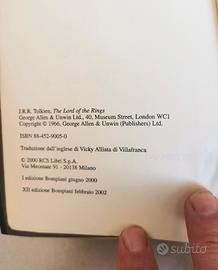 J.R.R. Tolkien, The Lord of the Rings
George Allen & Unwin Ltd., 40, Museum Street, London WC1
Copyright © 1966, George Allen & Unwin (Publishers) Ltd.
ISBN 88-452-9005-0
Traduzione dall'inglese di Vicky Alliata di Villafranca
© 2000 RCS Libri S.p.A.
Via Mecenate 91 - 20138 Milano
I edizione Bompiani giugno 2000
XII edizione Bompiani febbraio 2002
subito